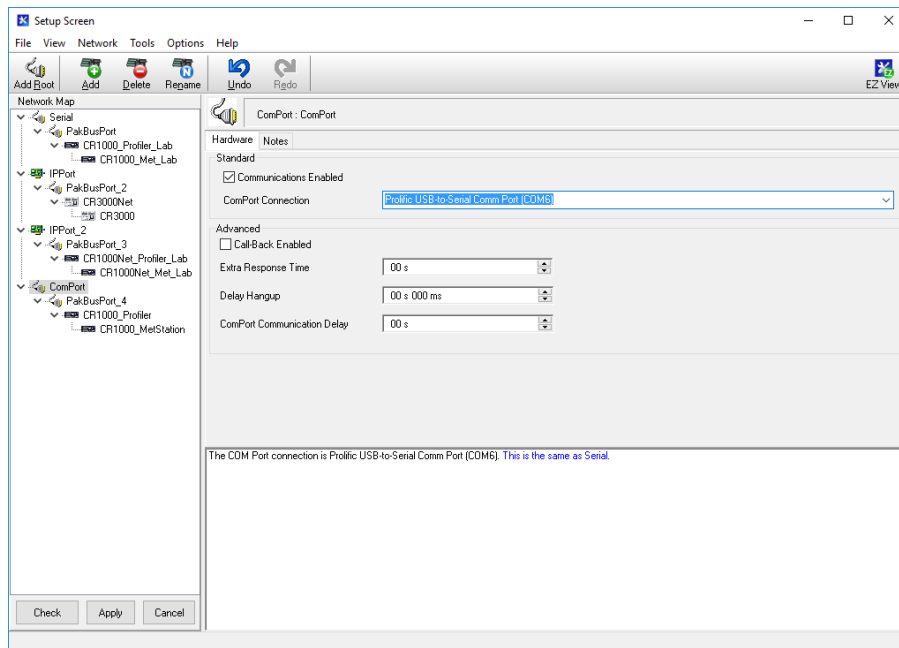 Setup Screen
File View Network Tools Options Help
Add Root Add Delete Rename Undo Redo EZ View
Network Map
Serial
PakBusPort
CR1000_Profiler_Lab
CR1000_Met_Lab
IPPort
PakBusPort_2
CR3000Net
CR3000
IPPort_2
PakBusPort_3
CR1000Net_Profiler_Lab
CR1000Net_Met_Lab
ComPort
PakBusPort_4
CR1000_Profiler
CR1000_MetStation
Check Apply Cancel
ComPort : ComPort
Hardware Notes
Standard
Communications Enabled
ComPort Connection Prolific USB-to-Serial Comm Port (COM6)
Advanced
Call-Back Enabled
Extra Response Time 00 s
Delay Hangup 00 s 000 ms
ComPort Communication Delay 00 s
The COM Port connection is Prolific USB-to-Serial Comm Port (COM6). This is the same as Serial.